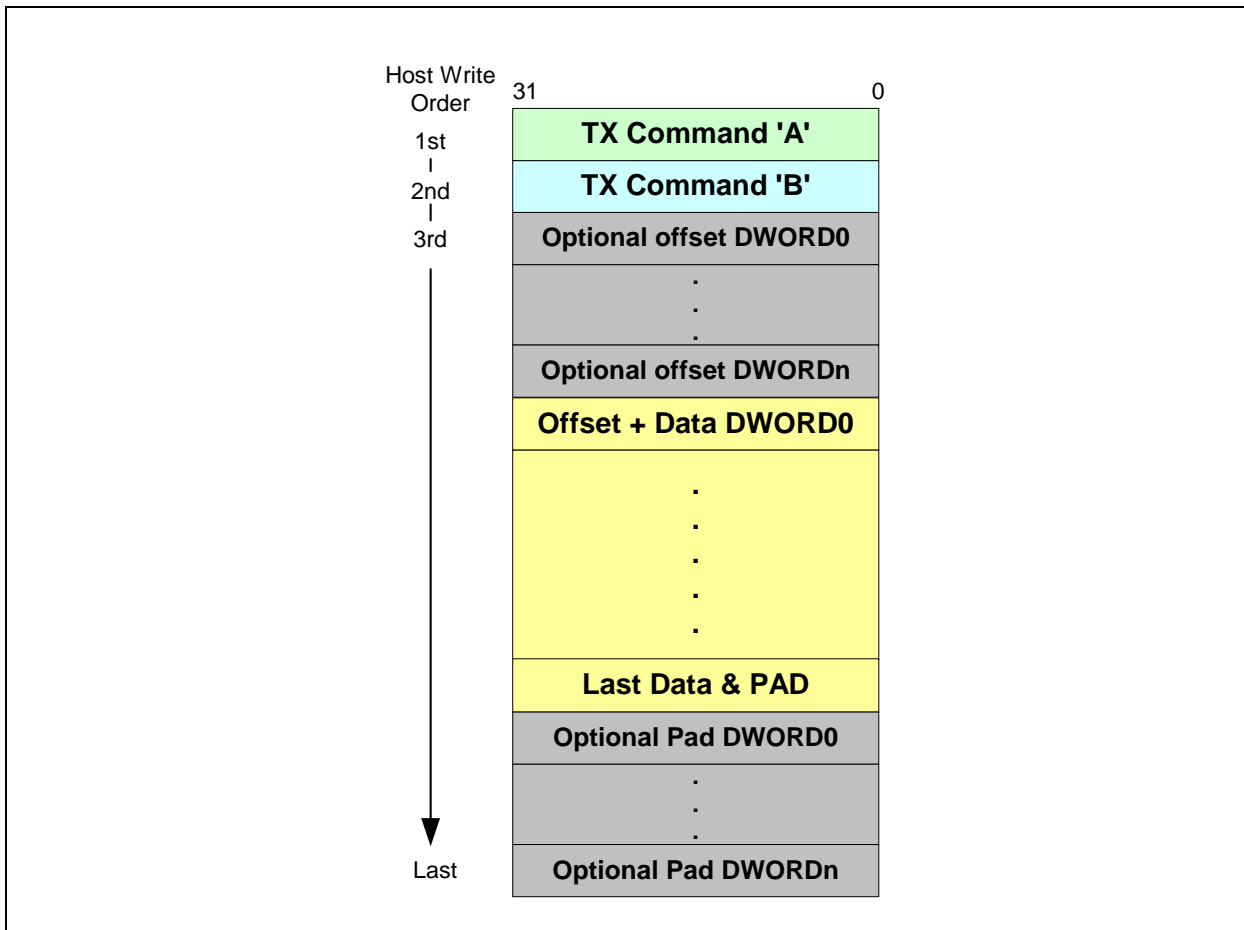 Host Write
Order
31
0
1st
TX Command 'A'
2nd
TX Command 'B'
3rd
Optional offset DWORD0
.
.
.
Optional offset DWORDn
Offset + Data DWORD0
.
.
.
.
.
Last Data & PAD
Optional Pad DWORD0
.
.
.
Last
Optional Pad DWORDn